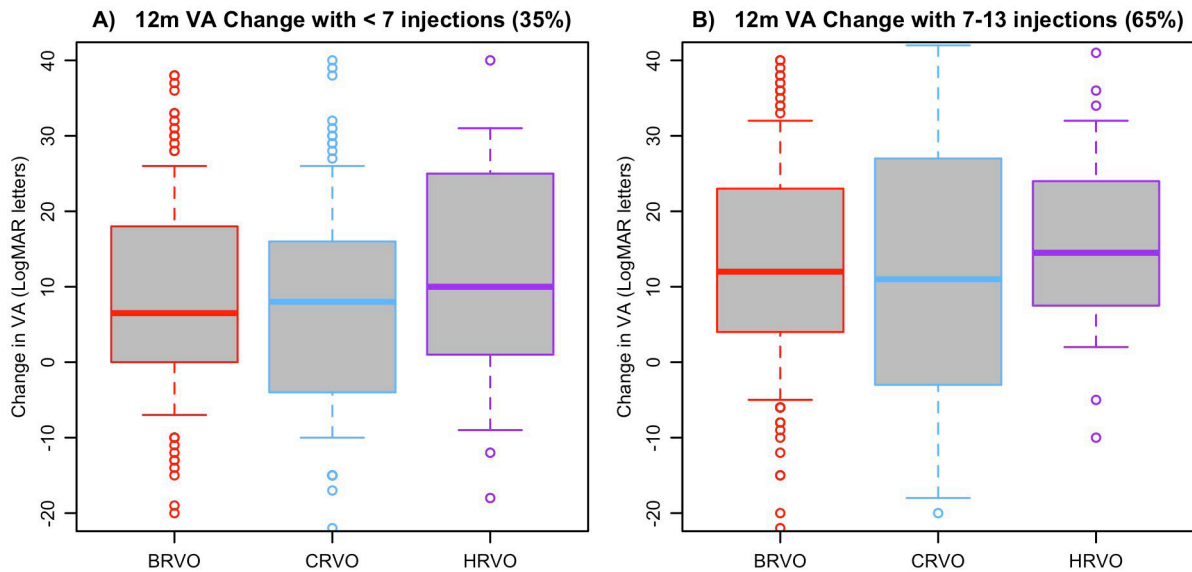 A) 12m VA Change with < 7 injections (35%)
Change in VA (LogMAR letters)
40
30
20
10
0
-10
-20
BRVO CRVO HRVO
B) 12m VA Change with 7-13 injections (65%)
Change in VA (LogMAR letters)
40
30
20
10
0
-10
-20
BRVO CRVO HRVO